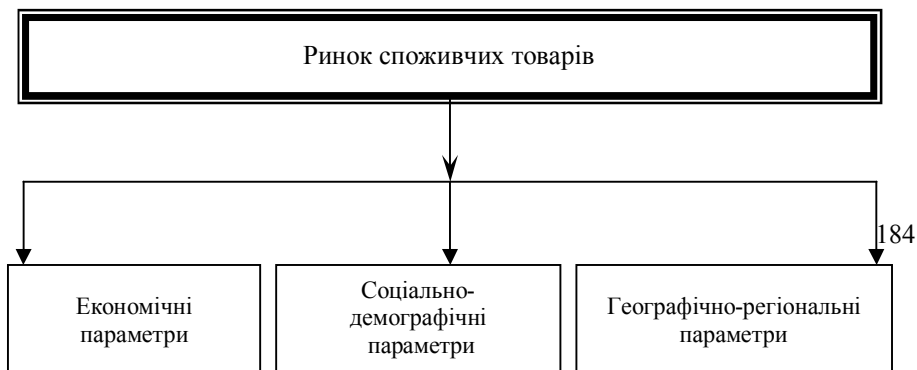 Ринок споживчих товарів
184
Економічні
параметри
Соціально-
демографічні
параметри
Географічно-регіональні
параметри